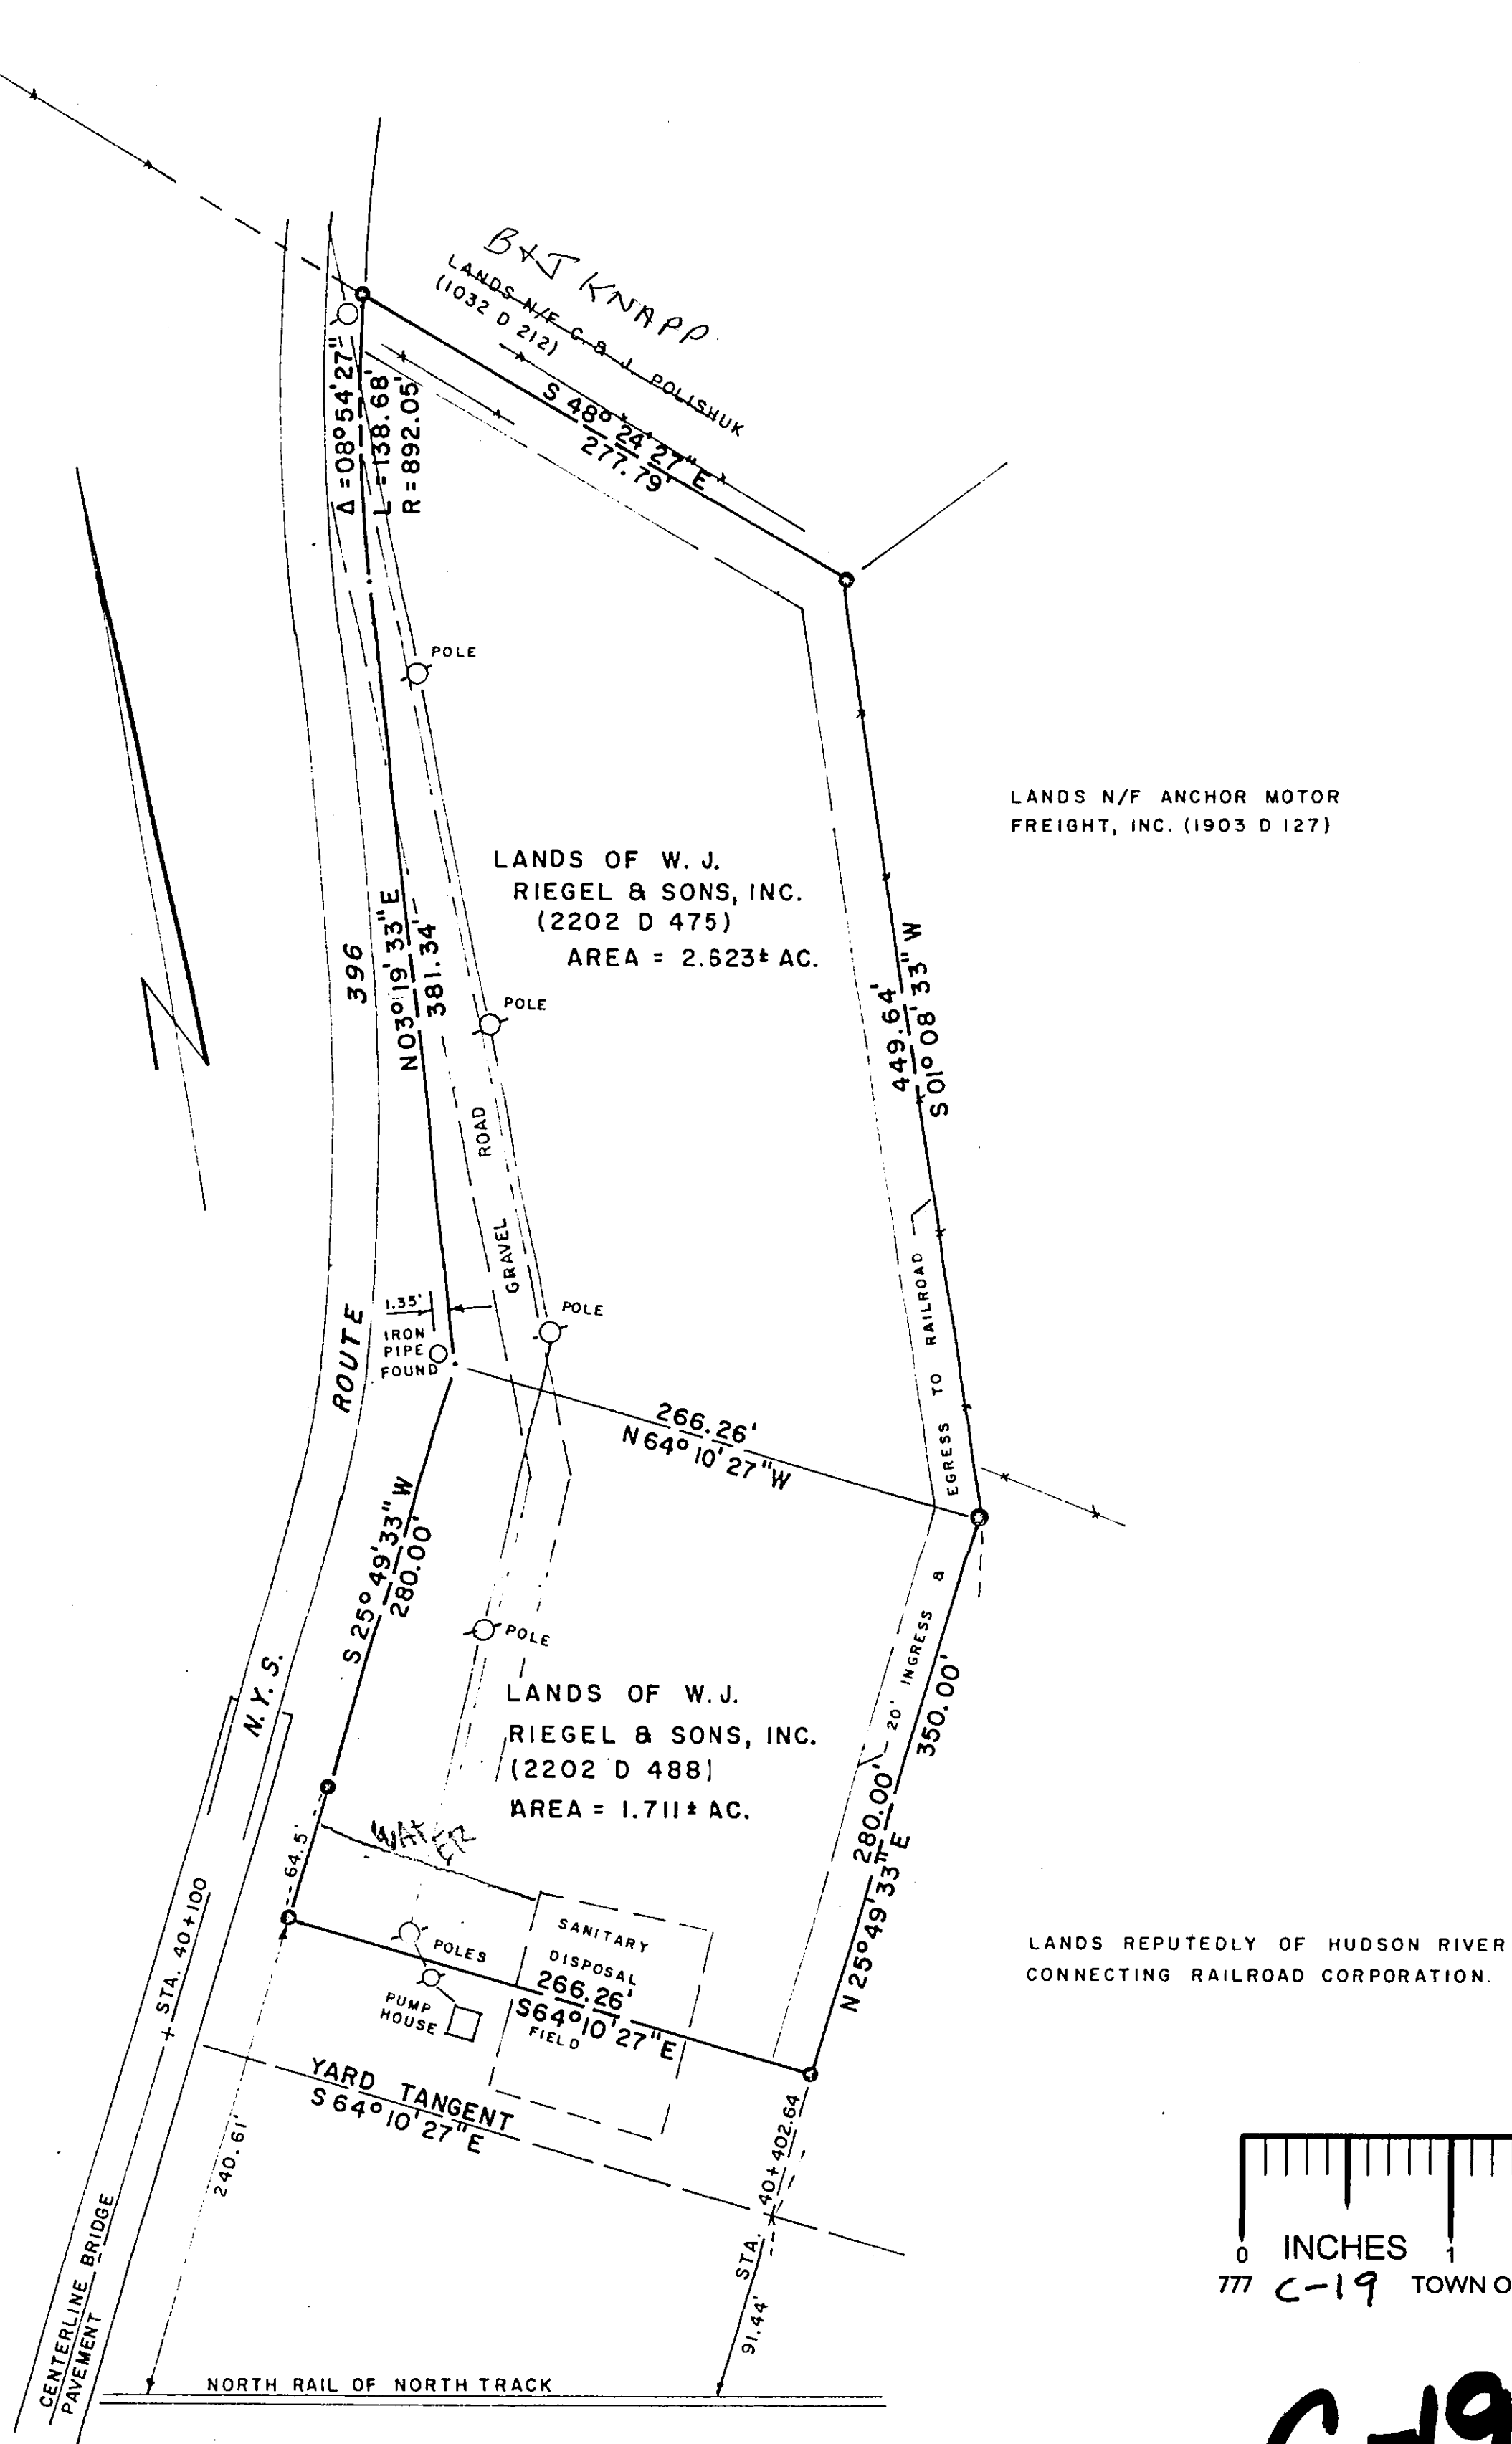 B+J KNAPP
LANDS N/F C. & J. POLISHUK
(1032 D 212)
S 48° 24' 27" E
277.79'
Δ = 08° 54' 27"
L = 138.68'
R = 892.05'
POLE
LANDS N/F ANCHOR MOTOR
FREIGHT, INC. (1903 D 127)
LANDS OF W. J.
RIEGEL & SONS, INC.
(2202 D 475)
AREA = 2.623± AC.
396
N03° 19' 33" E
381.34'
POLE
449.64'
S 01° 08' 33" W
GRAVEL ROAD
1.35'
IRON
PIPE
FOUND
POLE
ROUTE
266.26'
N 64° 10' 27" W
20' INGRESS & EGRESS TO RAILROAD
S 25° 49' 33" W
280.00'
POLE
N.Y.S.
LANDS OF W.J.
RIEGEL & SONS, INC.
(2202 D 488)
AREA = 1.711± AC.
350.00'
280.00'
N 25° 49' 33" E
WATER
64.5'
STA. 40+100
SANITARY
DISPOSAL
FIELD
POLES
266.26'
S64° 10' 27" E
PUMP
HOUSE
LANDS REPUTEDLY OF HUDSON RIVER
CONNECTING RAILROAD CORPORATION.
YARD TANGENT
S 64° 10' 27" E
240.61'
STA. 40+402.64
91.44'
CENTERLINE BRIDGE
PAVEMENT
NORTH RAIL OF NORTH TRACK
0 INCHES 1
777 C-19 TOWN O
C-19